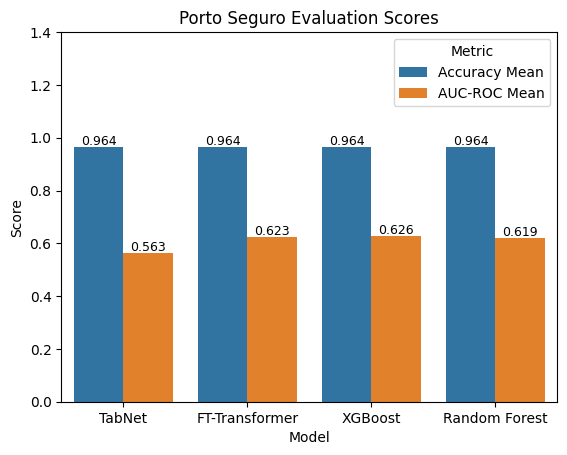 Porto Seguro Evaluation Scores
Metric
Accuracy Mean
AUC-ROC Mean
Score
1.4
1.2
1.0
0.8
0.6
0.4
0.2
0.0
0.964
0.563
0.964
0.623
0.964
0.626
0.964
0.619
TabNet
FT-Transformer
XGBoost
Random Forest
Model